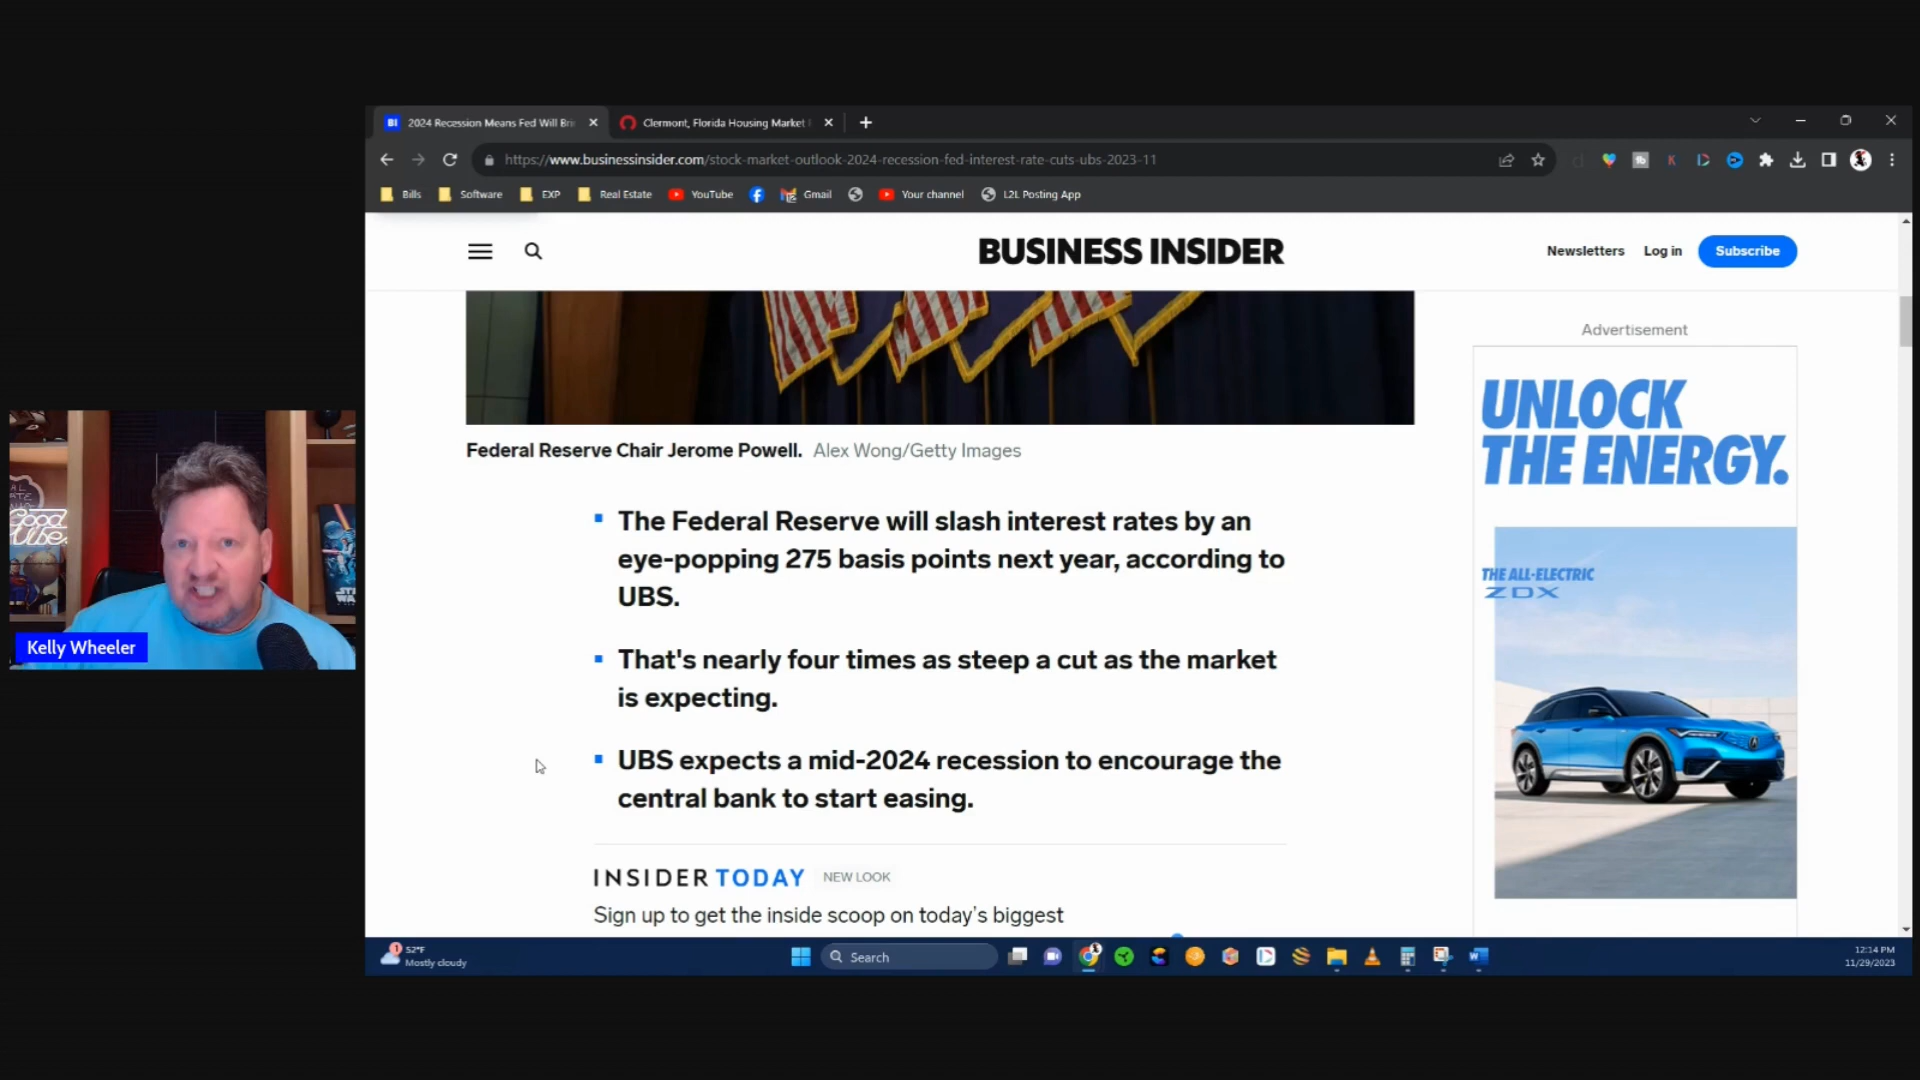 BI 2024 Recession Means Fed Will Bri
Clermont, Florida Housing Market
https://www.businessinsider.com/stock-market-outlook-2024-recession-fed-interest-rate-cuts-ubs-2023-11
Bills Software EXP Real Estate YouTube Gmail Your channel L2L Posting App
BUSINESS INSIDER
Newsletters Log in Subscribe
Advertisement
UNLOCK
THE ENERGY.
THE ALL-ELECTRIC
ZDX
Federal Reserve Chair Jerome Powell. Alex Wong/Getty Images
The Federal Reserve will slash interest rates by an
eye-popping 275 basis points next year, according to
UBS.
That's nearly four times as steep a cut as the market
is expecting.
UBS expects a mid-2024 recession to encourage the
central bank to start easing.
INSIDER TODAY NEW LOOK
Sign up to get the inside scoop on today's biggest
Good
Vibe.
STAR
WA
Kelly Wheeler
1
52°F
Mostly cloudy
Search
12:14 PM
11/29/2023